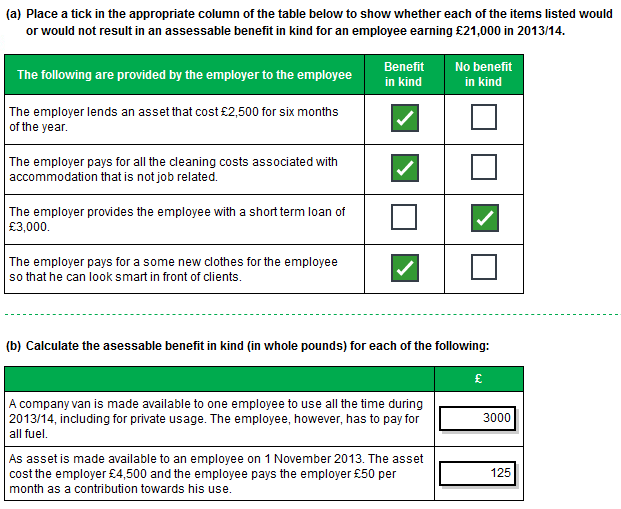 (a) Place a tick in the appropriate column of the table below to show whether each of the items listed would
or would not result in an assessable benefit in kind for an employee earning £21,000 in 2013/14.
The following are provided by the employer to the employee
Benefit
in kind
No benefit
in kind
The employer lends an asset that cost £2,500 for six months
of the year.
The employer pays for all the cleaning costs associated with
accommodation that is not job related.
The employer provides the employee with a short term loan of
£3,000.
The employer pays for a some new clothes for the employee
so that he can look smart in front of clients.
(b) Calculate the asessable benefit in kind (in whole pounds) for each of the following:
£
A company van is made available to one employee to use all the time during
2013/14, including for private usage. The employee, however, has to pay for
all fuel.
3000
As asset is made available to an employee on 1 November 2013. The asset
cost the employer £4,500 and the employee pays the employer £50 per
month as a contribution towards his use.
125